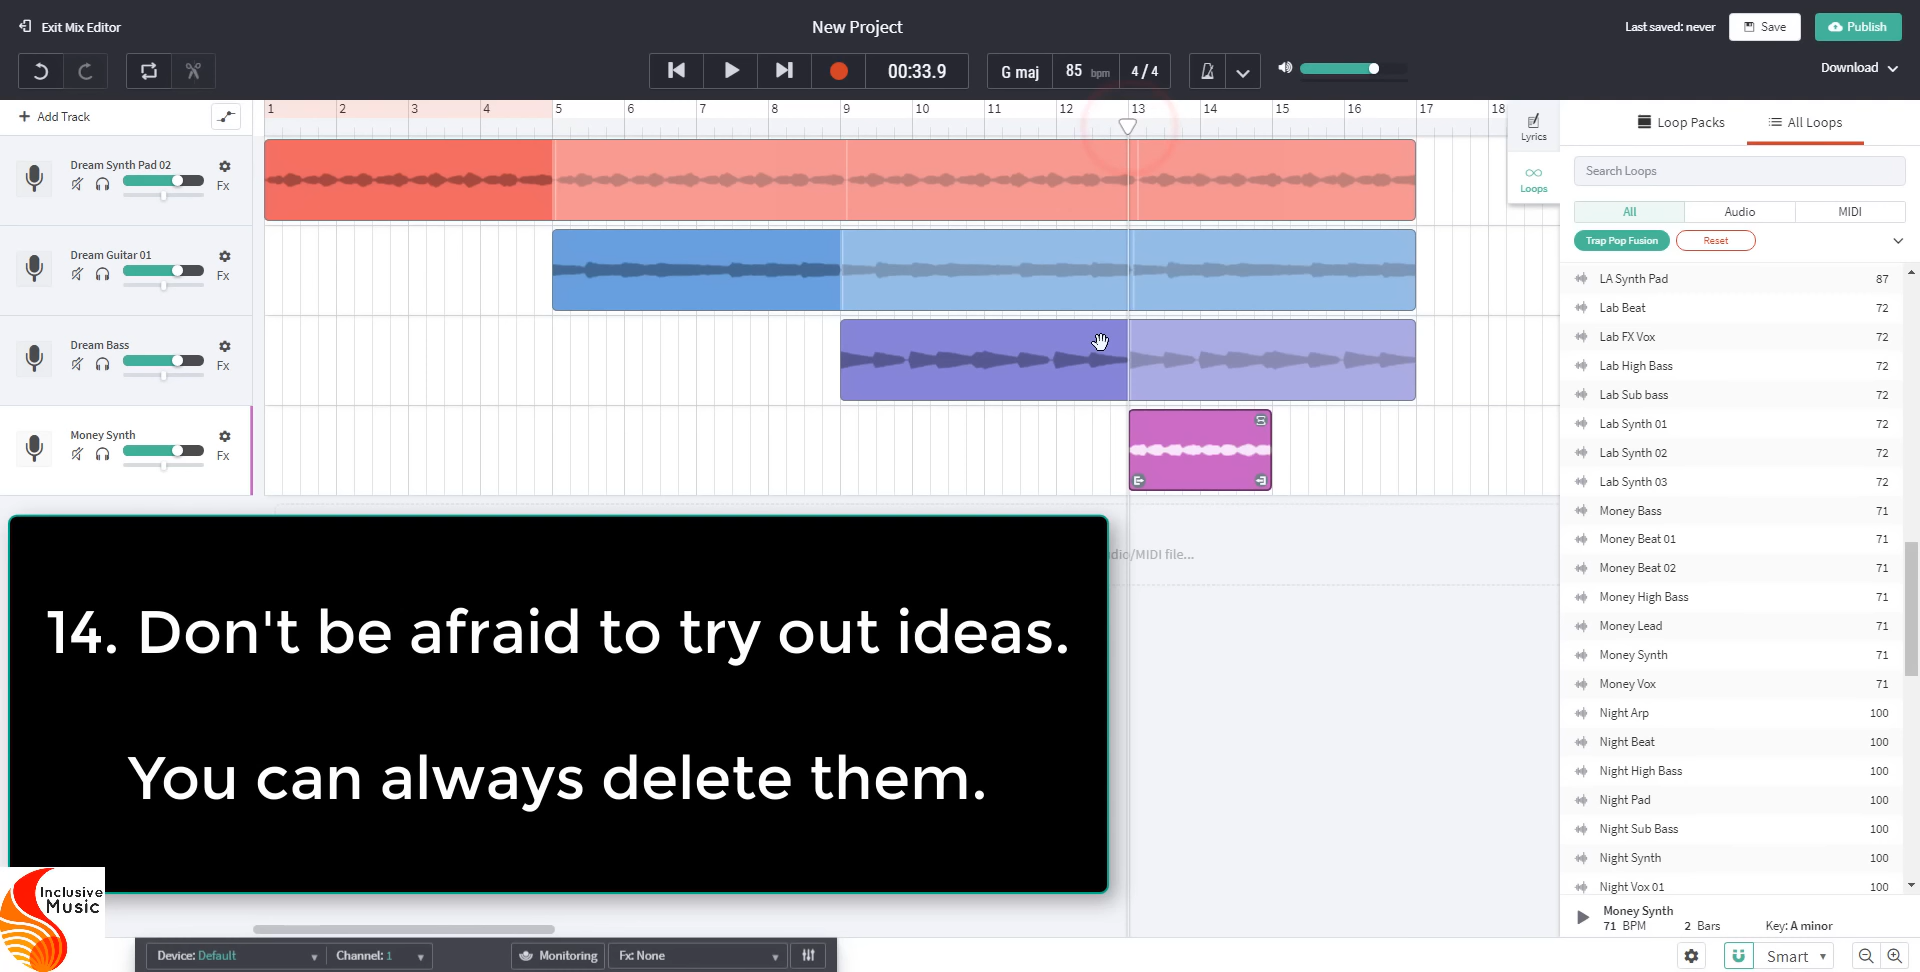 Exit Mix Editor
New Project
Last saved: never
Save
Publish
00:33.9
G maj
85 bpm
4 / 4
Download
Add Track
1 2 3 4 5 6 7 8 9 10 11 12 13 14 15 16 17 18
Lyrics
Loops
Loop Packs
All Loops
Search Loops
All
Audio
MIDI
Trap Pop Fusion
Reset
Dream Synth Pad 02
Fx
Dream Guitar 01
Fx
Dream Bass
Fx
Money Synth
Fx
LA Synth Pad 87
Lab Beat 72
Lab FX Vox 72
Lab High Bass 72
Lab Sub bass 72
Lab Synth 01 72
Lab Synth 02 72
Lab Synth 03 72
Money Bass 71
Money Beat 01 71
Money Beat 02 71
Money High Bass 71
Money Lead 71
Money Synth 71
Money Vox 71
Night Arp 100
Night Beat 100
Night High Bass 100
Night Pad 100
Night Sub Bass 100
Night Synth 100
Night Vox 01 100
/MIDI file...
14. Don't be afraid to try out ideas.
You can always delete them.
Inclusive
Music
Money Synth
71 BPM 2 Bars Key: A minor
Device: Default
Channel: 1
Monitoring
Fx: None
Smart